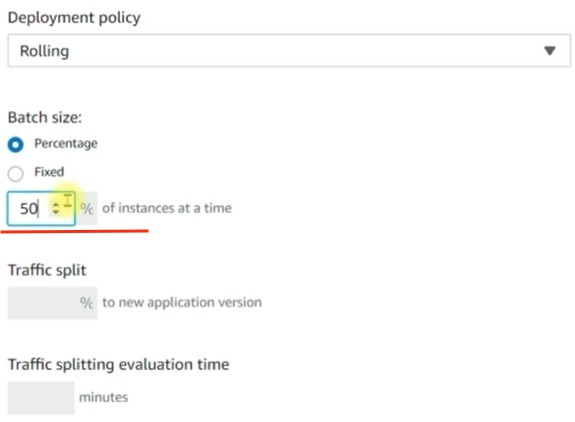 Deployment policy
Rolling
Batch size:
Percentage
Fixed
50 % of instances at a time
Traffic split
% to new application version
Traffic splitting evaluation time
minutes